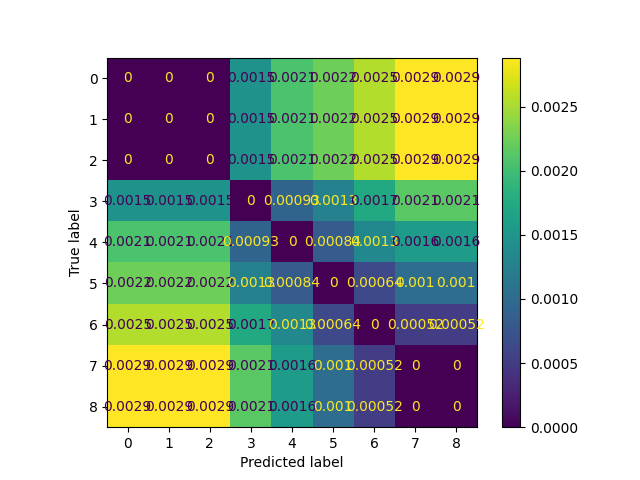 0 0 0 0 0.0015 0.0021 0.0022 0.0025 0.0029 0.0029
1 0 0 0 0.0015 0.0021 0.0022 0.0025 0.0029 0.0029
2 0 0 0 0.0015 0.0021 0.0022 0.0025 0.0029 0.0029
3 0.0015 0.0015 0.0015 0 0.00093 0.0013 0.0017 0.0021 0.0021
4 0.0021 0.0021 0.0021 0.00093 0 0.00084 0.0013 0.0016 0.0016
5 0.0022 0.0022 0.0022 0.0013 0.00084 0 0.00064 0.001 0.001
6 0.0025 0.0025 0.0025 0.0017 0.0013 0.00064 0 0.00052 0.00052
7 0.0029 0.0029 0.0029 0.0021 0.0016 0.001 0.00052 0 0
8 0.0029 0.0029 0.0029 0.0021 0.0016 0.001 0.00052 0 0
0 1 2 3 4 5 6 7 8
Predicted label
True label
0.0025
0.0020
0.0015
0.0010
0.0005
0.0000